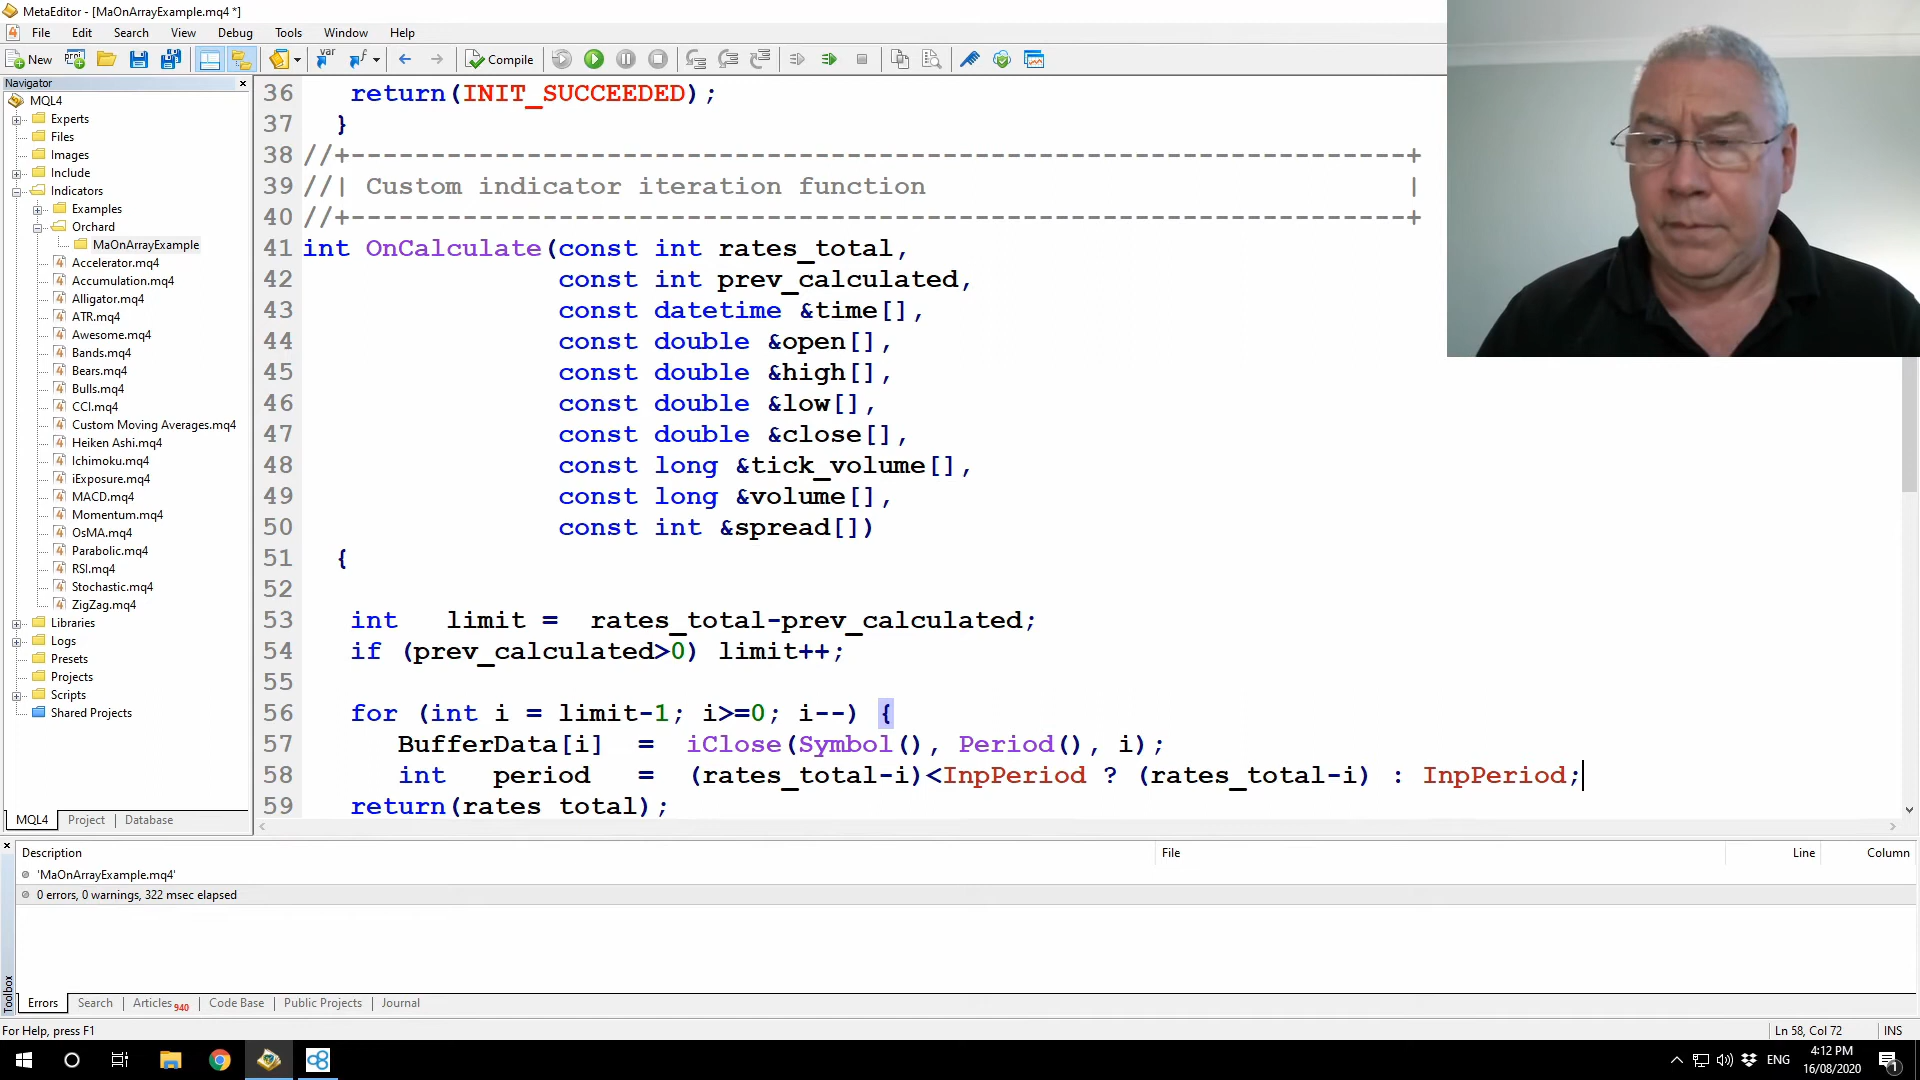 MetaEditor - [MaOnArrayExample.mq4 *]
File Edit Search View Debug Tools Window Help
New Compile
Navigator
MQL4
Experts
Files
Images
Include
Indicators
Examples
Orchard
MaOnArrayExample
Accelerator.mq4
Accumulation.mq4
Alligator.mq4
ATR.mq4
Awesome.mq4
Bands.mq4
Bears.mq4
Bulls.mq4
CCI.mq4
Custom Moving Averages.mq4
Heiken Ashi.mq4
Ichimoku.mq4
iExposure.mq4
MACD.mq4
Momentum.mq4
OsMA.mq4
Parabolic.mq4
RSI.mq4
Stochastic.mq4
ZigZag.mq4
Libraries
Logs
Presets
Projects
Scripts
Shared Projects
MQL4 Project Database
36 return(INIT_SUCCEEDED);
37 }
38 //+------------------------------------------------------------------+
39 //| Custom indicator iteration function |
40 //+------------------------------------------------------------------+
41 int OnCalculate(const int rates_total,
42 const int prev_calculated,
43 const datetime &time[],
44 const double &open[],
45 const double &high[],
46 const double &low[],
47 const double &close[],
48 const long &tick_volume[],
49 const long &volume[],
50 const int &spread[])
51 {
52
53 int limit = rates_total-prev_calculated;
54 if (prev_calculated>0) limit++;
55
56 for (int i = limit-1; i>=0; i--) {
57 BufferData[i] = iClose(Symbol(), Period(), i);
58 int period = (rates_total-i)<InpPeriod ? (rates_total-i) : InpPeriod;
59 return(rates total);
Description File Line Column
'MaOnArrayExample.mq4'
0 errors, 0 warnings, 322 msec elapsed
Toolbox
Errors Search Articles 940 Code Base Public Projects Journal
For Help, press F1 Ln 58, Col 72 INS
ENG 4:12 PM
16/08/2020
1